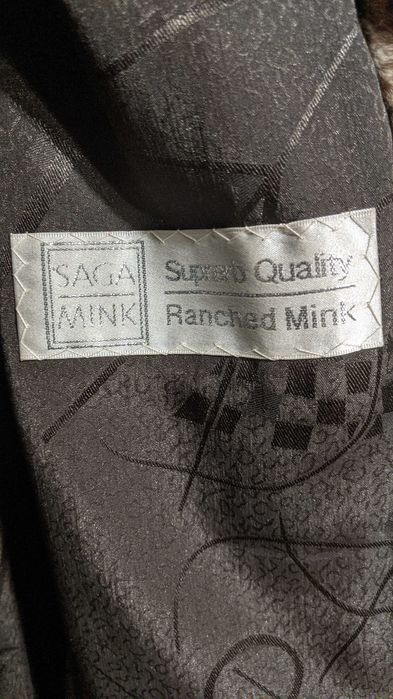 SAGA
MINK
Superb Quality
Ranched Mink